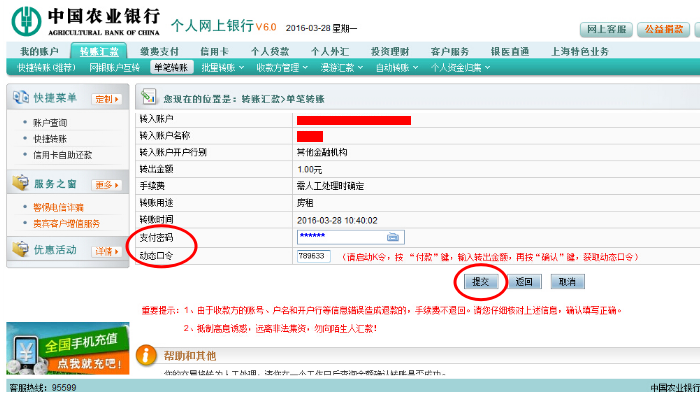 中国农业银行 个人网上银行 V6.0 2016-03-28 星期一 网上客服 公益捐款
AGRICULTURAL BANK OF CHINA
我的账户 转账汇款 缴费支付 信用卡 个人贷款 个人外汇 投资理财 客户服务 银医直通 上海特色业务
快捷转账(推荐) 网银账户互转 单笔转账 批量转账 收款方管理 漫游汇款 自动转账 个人资金归集
快捷菜单 定制
账户查询
快捷转账
信用卡自助还款
服务之窗 更多
警惕电信诈骗
贵宾客户增值服务
优惠活动 详情
全国手机充值
点我就充吧!
您现在的位置是: 转账汇款>单笔转账
转入账户
转入账户名称
转入账户开户行别 其他金融机构
转出金额 1.00元
手续费 需人工处理时确定
转账用途 房租
转账时间 2016-03-28 10:40:02
支付密码 ******
动态口令 789633 (请启动K令,按“付款”键,输入转出金额,再按“确认”键,获取动态口令)
提交 返回 取消
重要提示:1、由于收款方的账号、户名和开户行等信息错误造成退款的,手续费不退回。请您仔细核对上述信息,确认填写正确。
2、抵制高息诱惑,远离非法集资,勿向陌生人汇款!
帮助和其他
客服热线:95599 中国农业银行